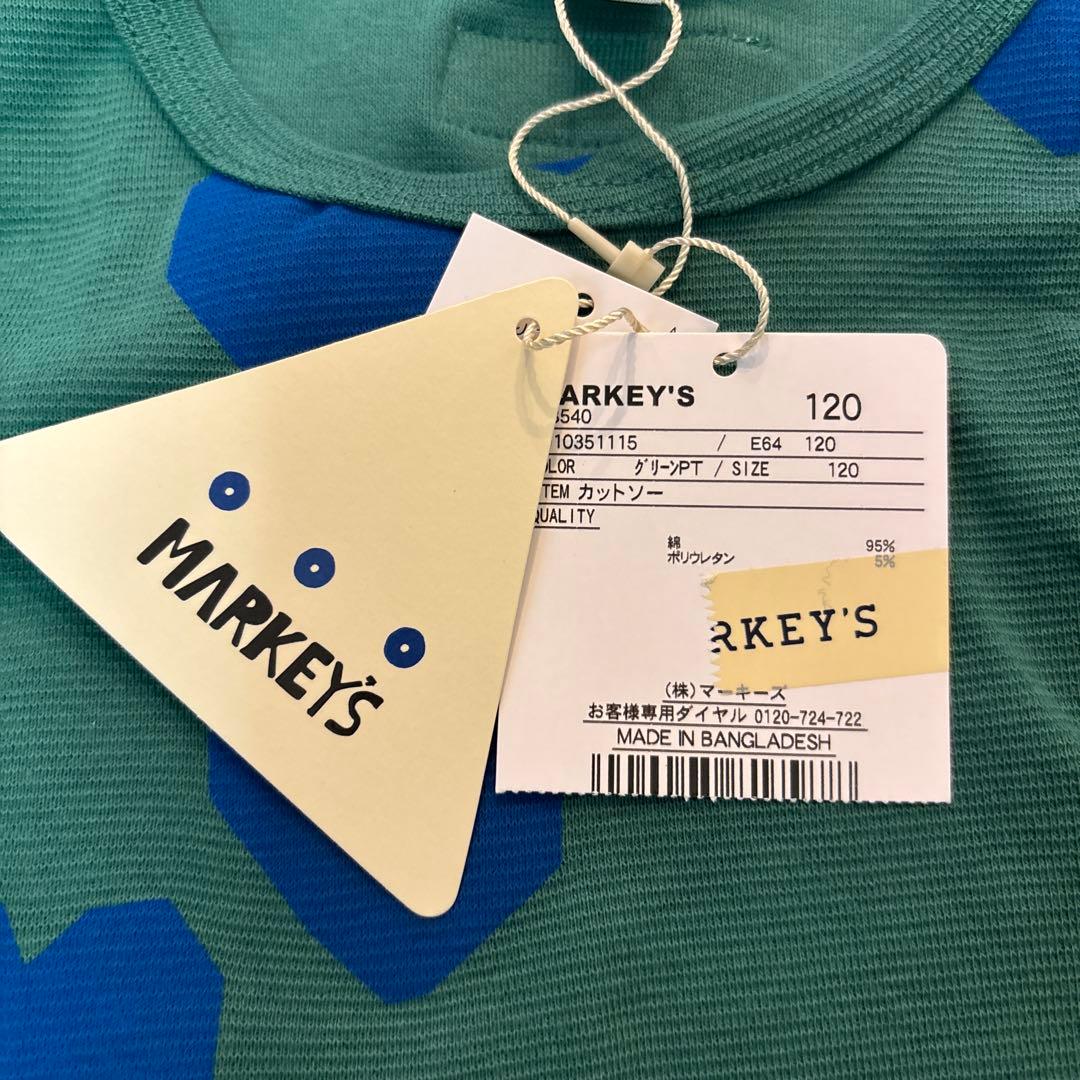 MARKEY'S
ARKEY'S 120
540
10351115 / E64 120
LOR グリーンPT / SIZE 120
TEM カットソー
QUALITY
綿 95%
ポリウレタン 5%
RKEY'S
(株)マーキーズ
お客様専用ダイヤル 0120-724-722
MADE IN BANGLADESH